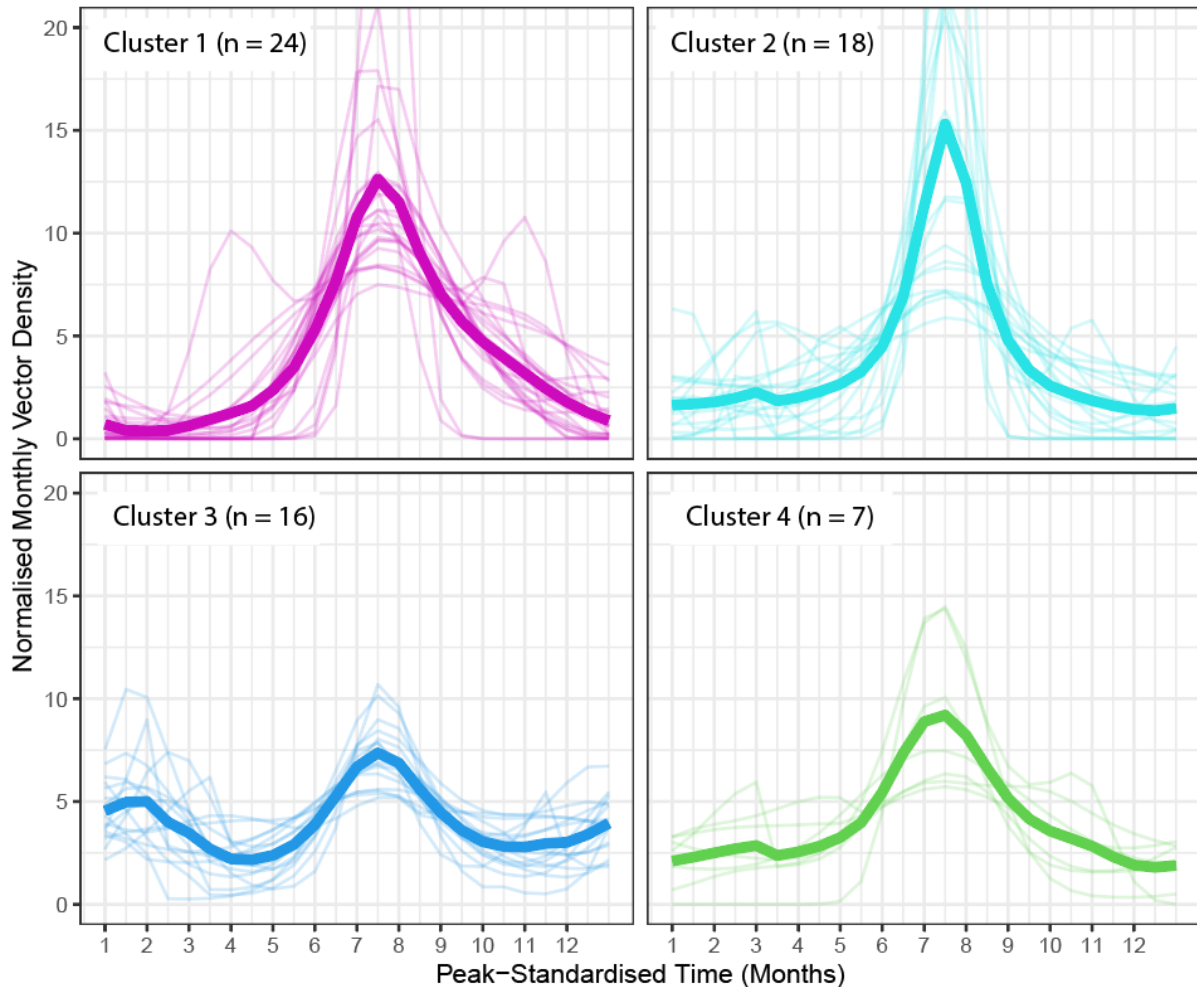 Cluster 1 (n = 24)
Cluster 2 (n = 18)
20
15
10
5
0
Cluster 3 (n = 16)
Cluster 4 (n = 7)
20
15
10
5
0
Normalised Monthly Vector Density
1 2 3 4 5 6 7 8 9 10 11 12
1 2 3 4 5 6 7 8 9 10 11 12
Peak−Standardised Time (Months)